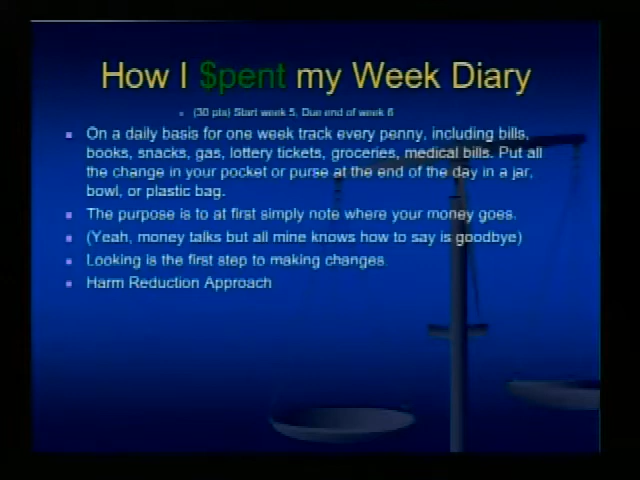 How I $pent my Week Diary
(30 pts) Start week 5, Due end of week 6
On a daily basis for one week track every penny, including bills,
books, snacks, gas, lottery tickets, groceries, medical bills. Put all
the change in your pocket or purse at the end of the day in a jar,
bowl, or plastic bag.
The purpose is to at first simply note where your money goes.
(Yeah, money talks but all mine knows how to say is goodbye)
Looking is the first step to making changes.
Harm Reduction Approach